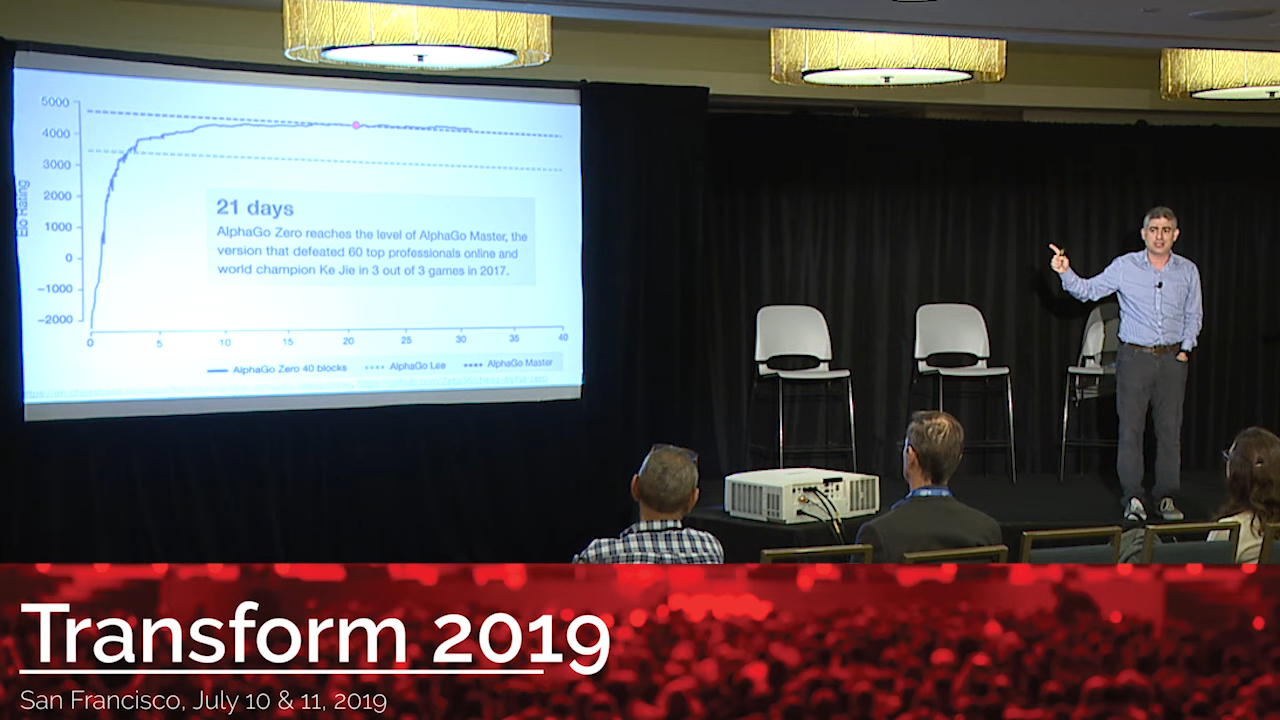 5000
4000
3000
2000
1000
0
−1000
−2000
Elo Rating
21 days
AlphaGo Zero reaches the level of AlphaGo Master, the
version that defeated 60 top professionals online and
world champion Ke Jie in 3 out of 3 games in 2017.
0 5 10 15 20 25 30 35 40
AlphaGo Zero 40 blocks AlphaGo Lee AlphaGo Master
Transform 2019
San Francisco, July 10 & 11, 2019